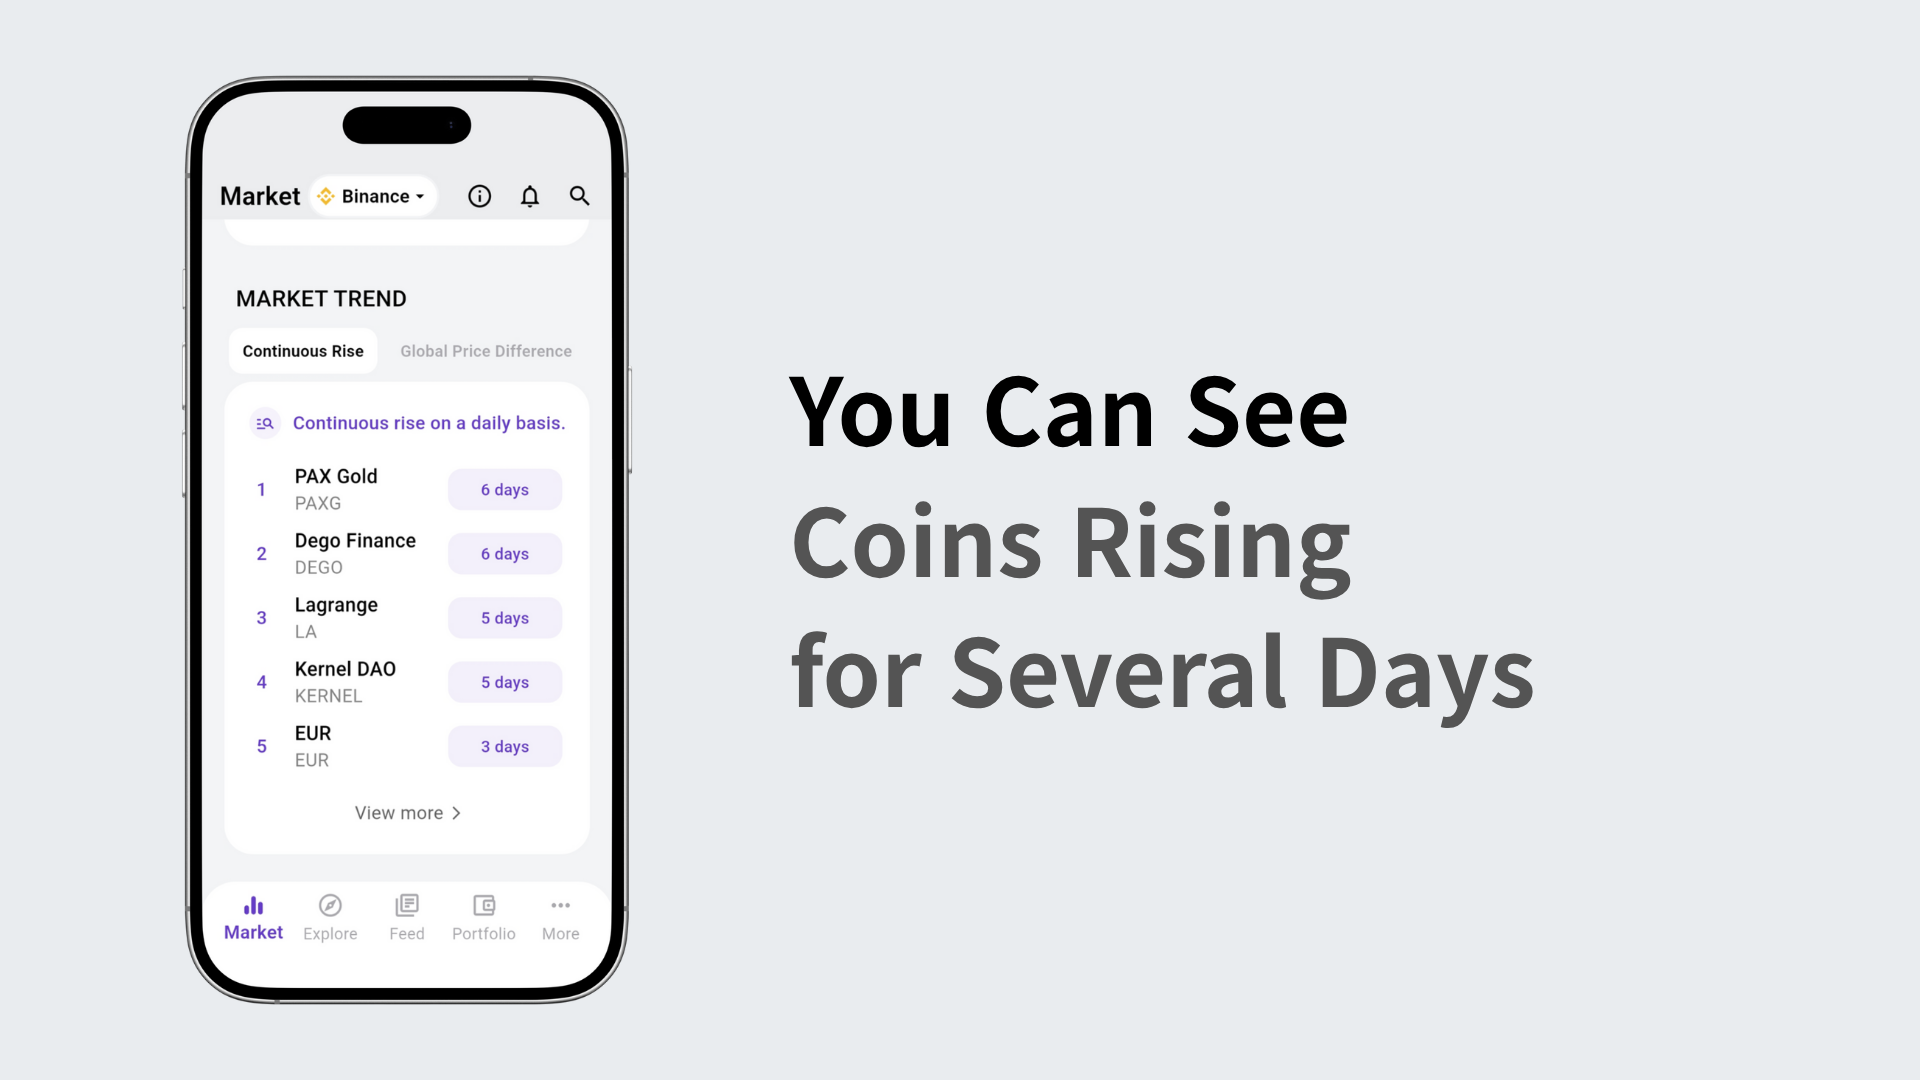 Market
Binance
MARKET TREND
Continuous Rise
Global Price Difference
Continuous rise on a daily basis.
1
PAX Gold
PAXG
6 days
2
Dego Finance
DEGO
6 days
3
Lagrange
LA
5 days
4
Kernel DAO
KERNEL
5 days
5
EUR
EUR
3 days
View more
Market
Explore
Feed
Portfolio
More
You Can See
Coins Rising
for Several Days